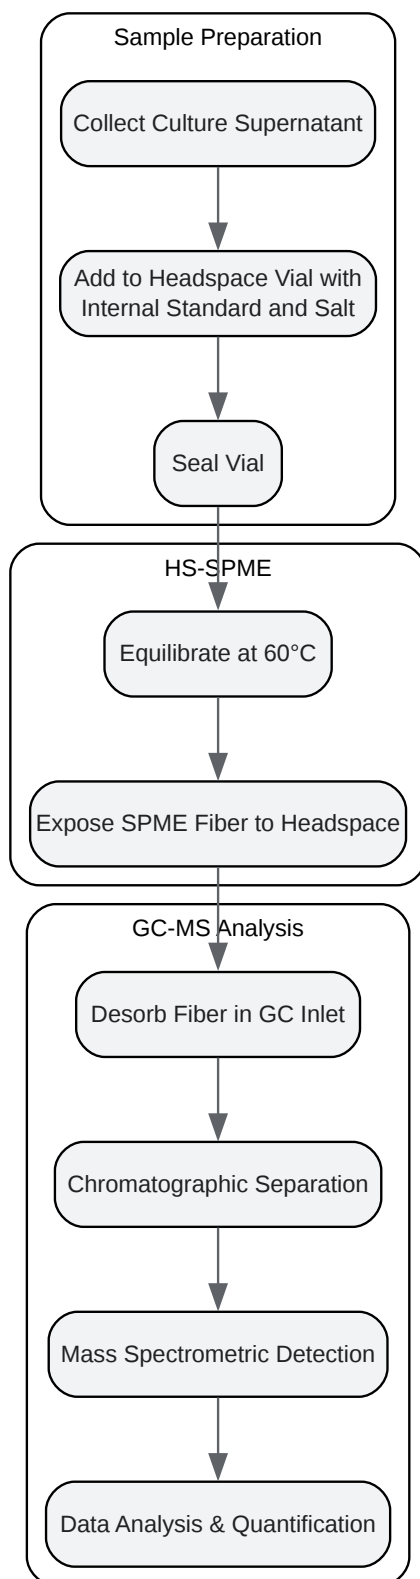 Sample Preparation
Collect Culture Supernatant
Add to Headspace Vial with
Internal Standard and Salt
Seal Vial
HS-SPME
Equilibrate at 60°C
Expose SPME Fiber to Headspace
GC-MS Analysis
Desorb Fiber in GC Inlet
Chromatographic Separation
Mass Spectrometric Detection
Data Analysis & Quantification